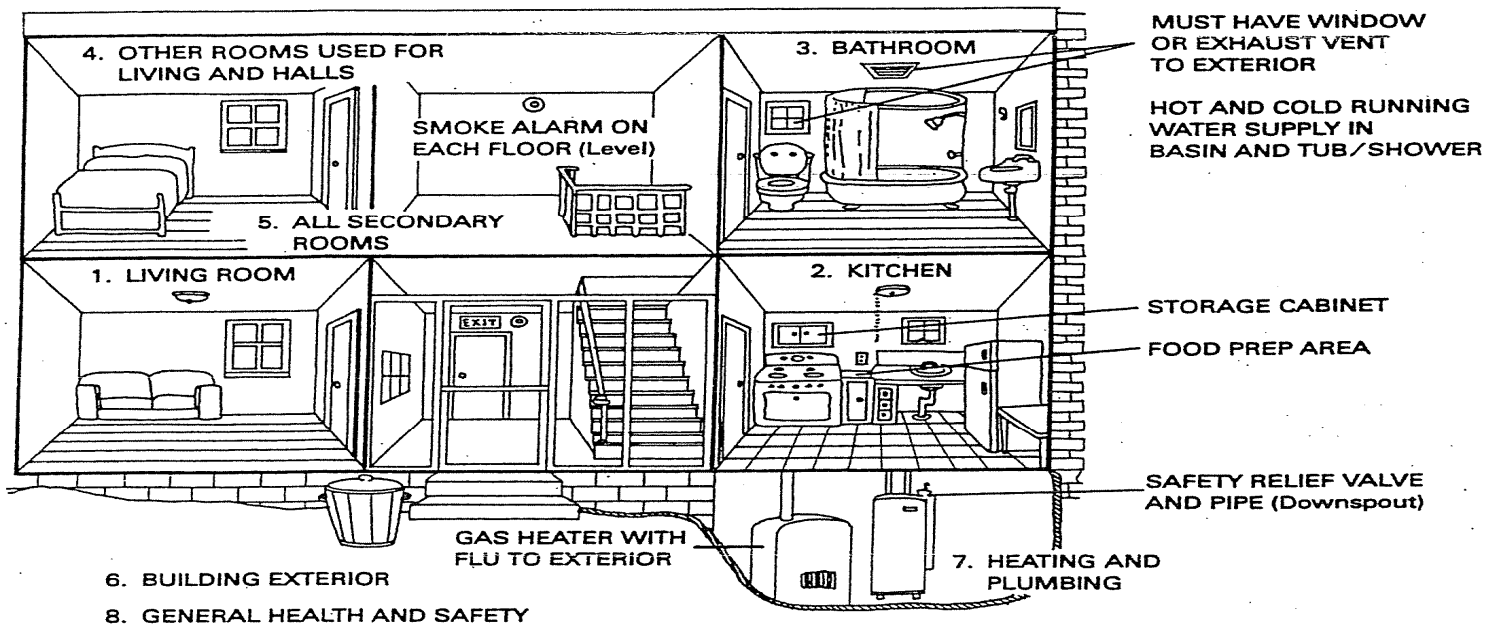 4. OTHER ROOMS USED FOR
LIVING AND HALLS
SMOKE ALARM ON
EACH FLOOR (Level)
5. ALL SECONDARY
ROOMS
3. BATHROOM
MUST HAVE WINDOW
OR EXHAUST VENT
TO EXTERIOR
HOT AND COLD RUNNING
WATER SUPPLY IN
BASIN AND TUB/SHOWER
1. LIVING ROOM
EXIT
2. KITCHEN
STORAGE CABINET
FOOD PREP AREA
SAFETY RELIEF VALVE
AND PIPE (Downspout)
GAS HEATER WITH
FLU TO EXTERIOR
7. HEATING AND
PLUMBING
6. BUILDING EXTERIOR
8. GENERAL HEALTH AND SAFETY